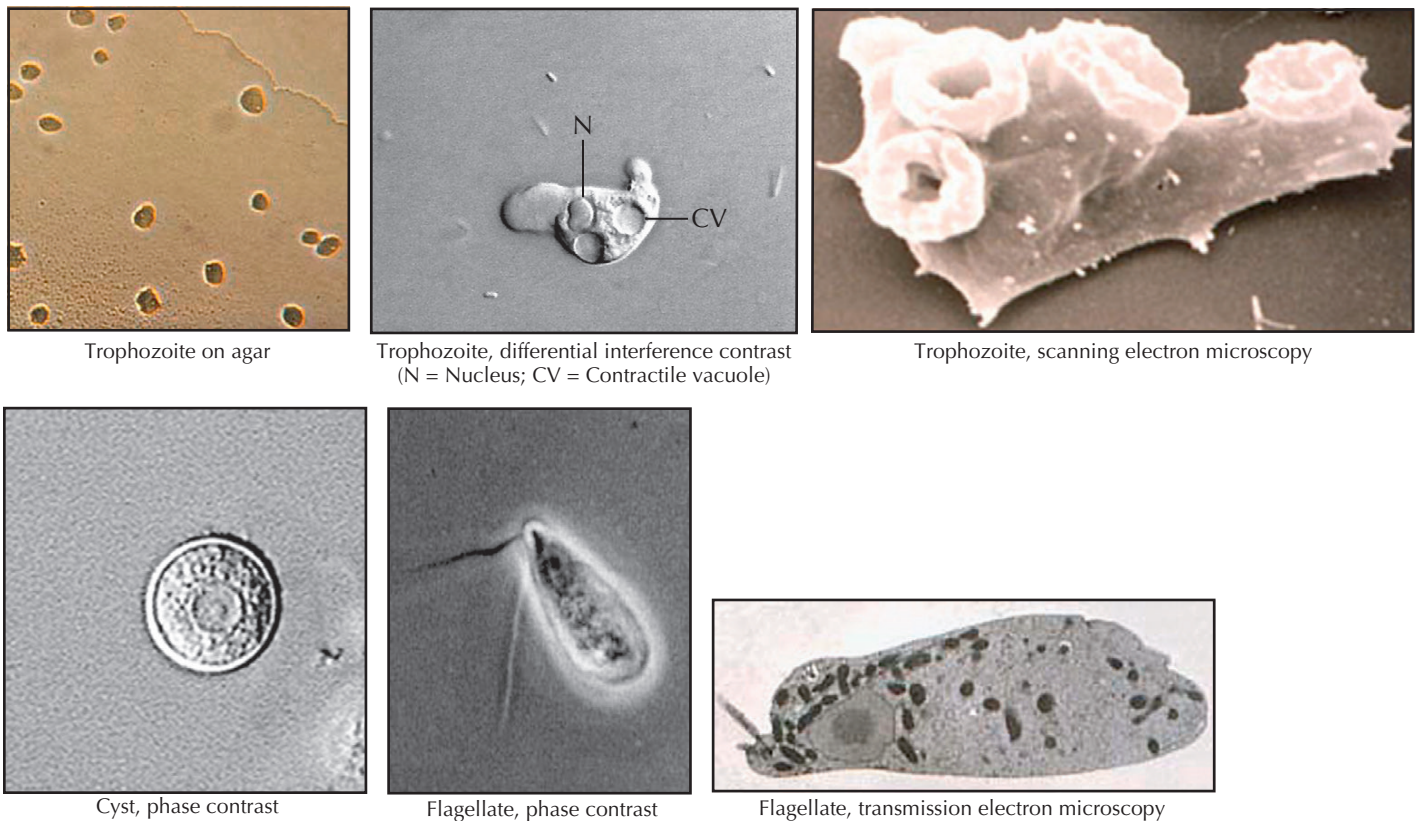 N
CV
Trophozoite on agar
Trophozoite, differential interference contrast
(N = Nucleus; CV = Contractile vacuole)
Trophozoite, scanning electron microscopy
Cyst, phase contrast
Flagellate, phase contrast
Flagellate, transmission electron microscopy